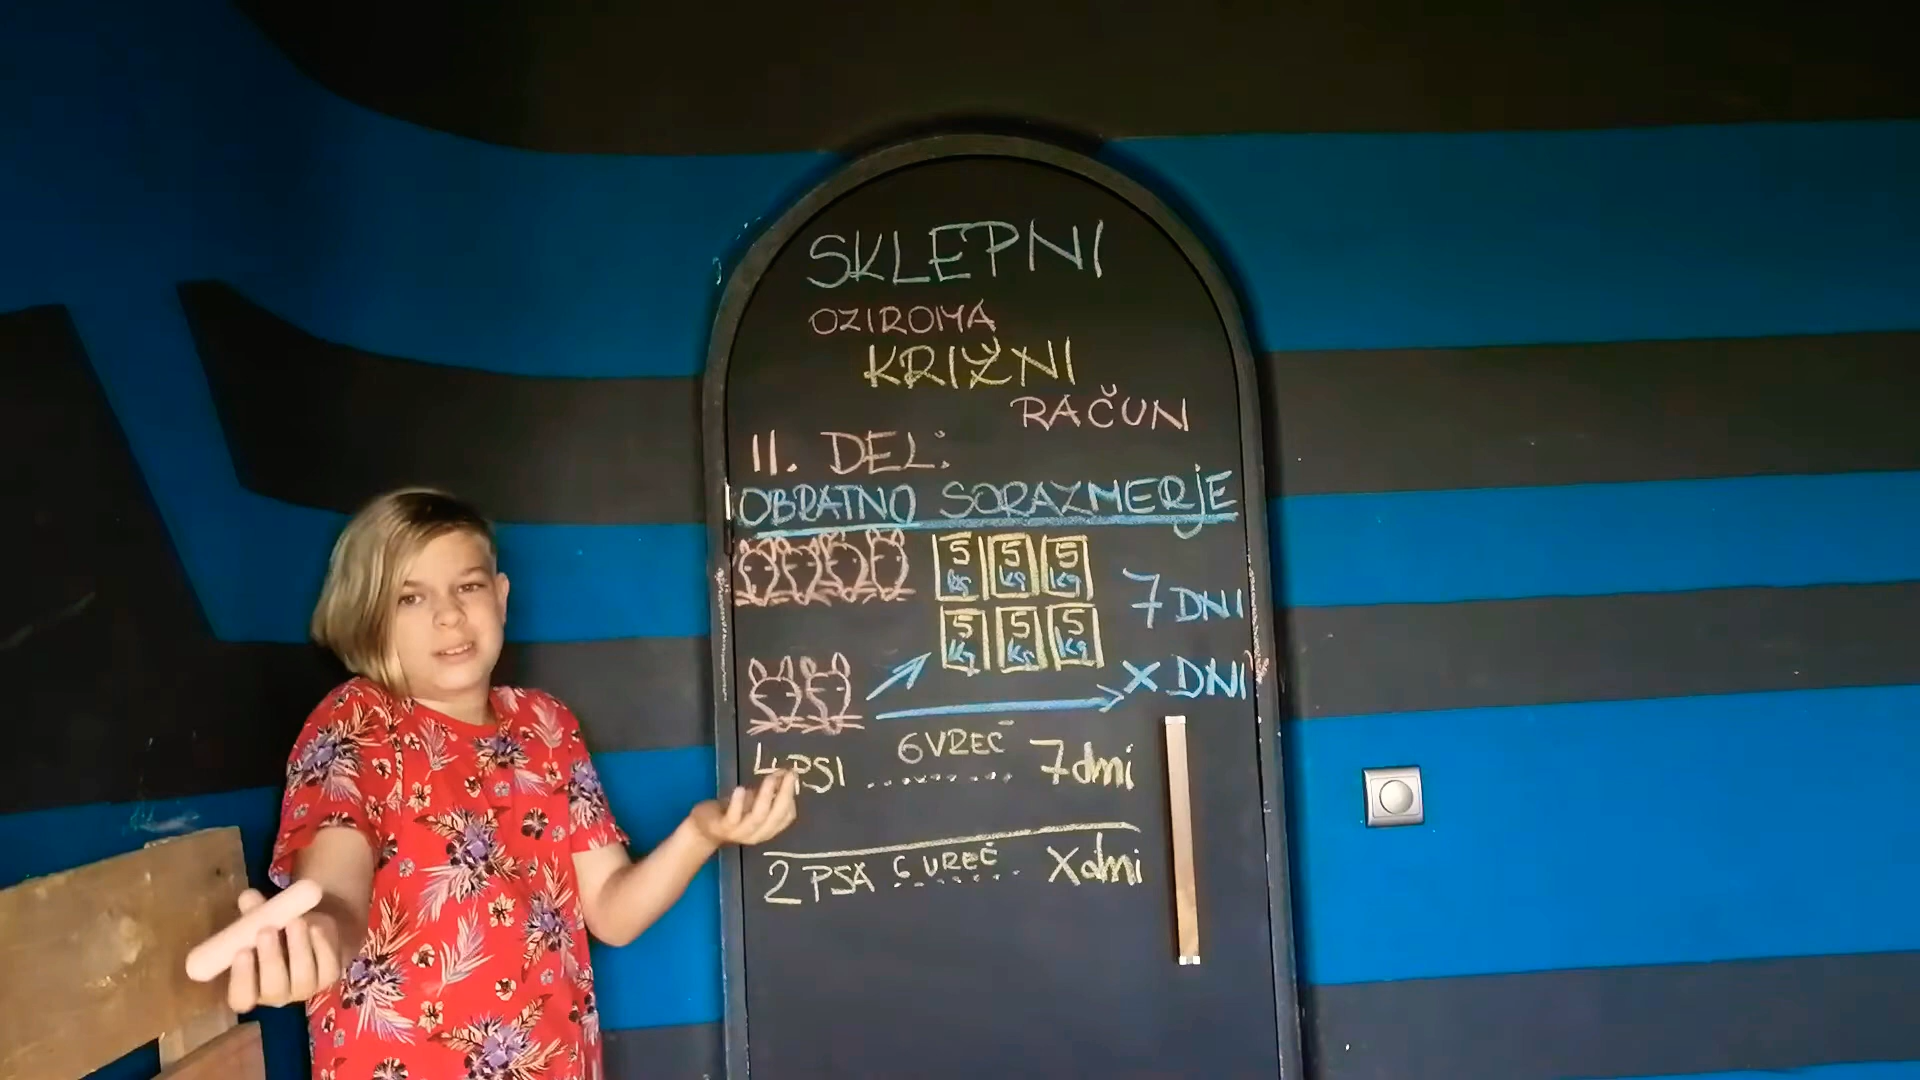 SKLEPNI
OZIROMA
KRIŽNI
RAČUN
II. DEL:
OBRATNO SORAZMERJE
5 kg 5 kg 5 kg 7 DNI
5 kg 5 kg 5 kg
X DNI
4 PSI ........... 6 VREČ 7 dni
2 PSA ........ 6 VREČ X dni